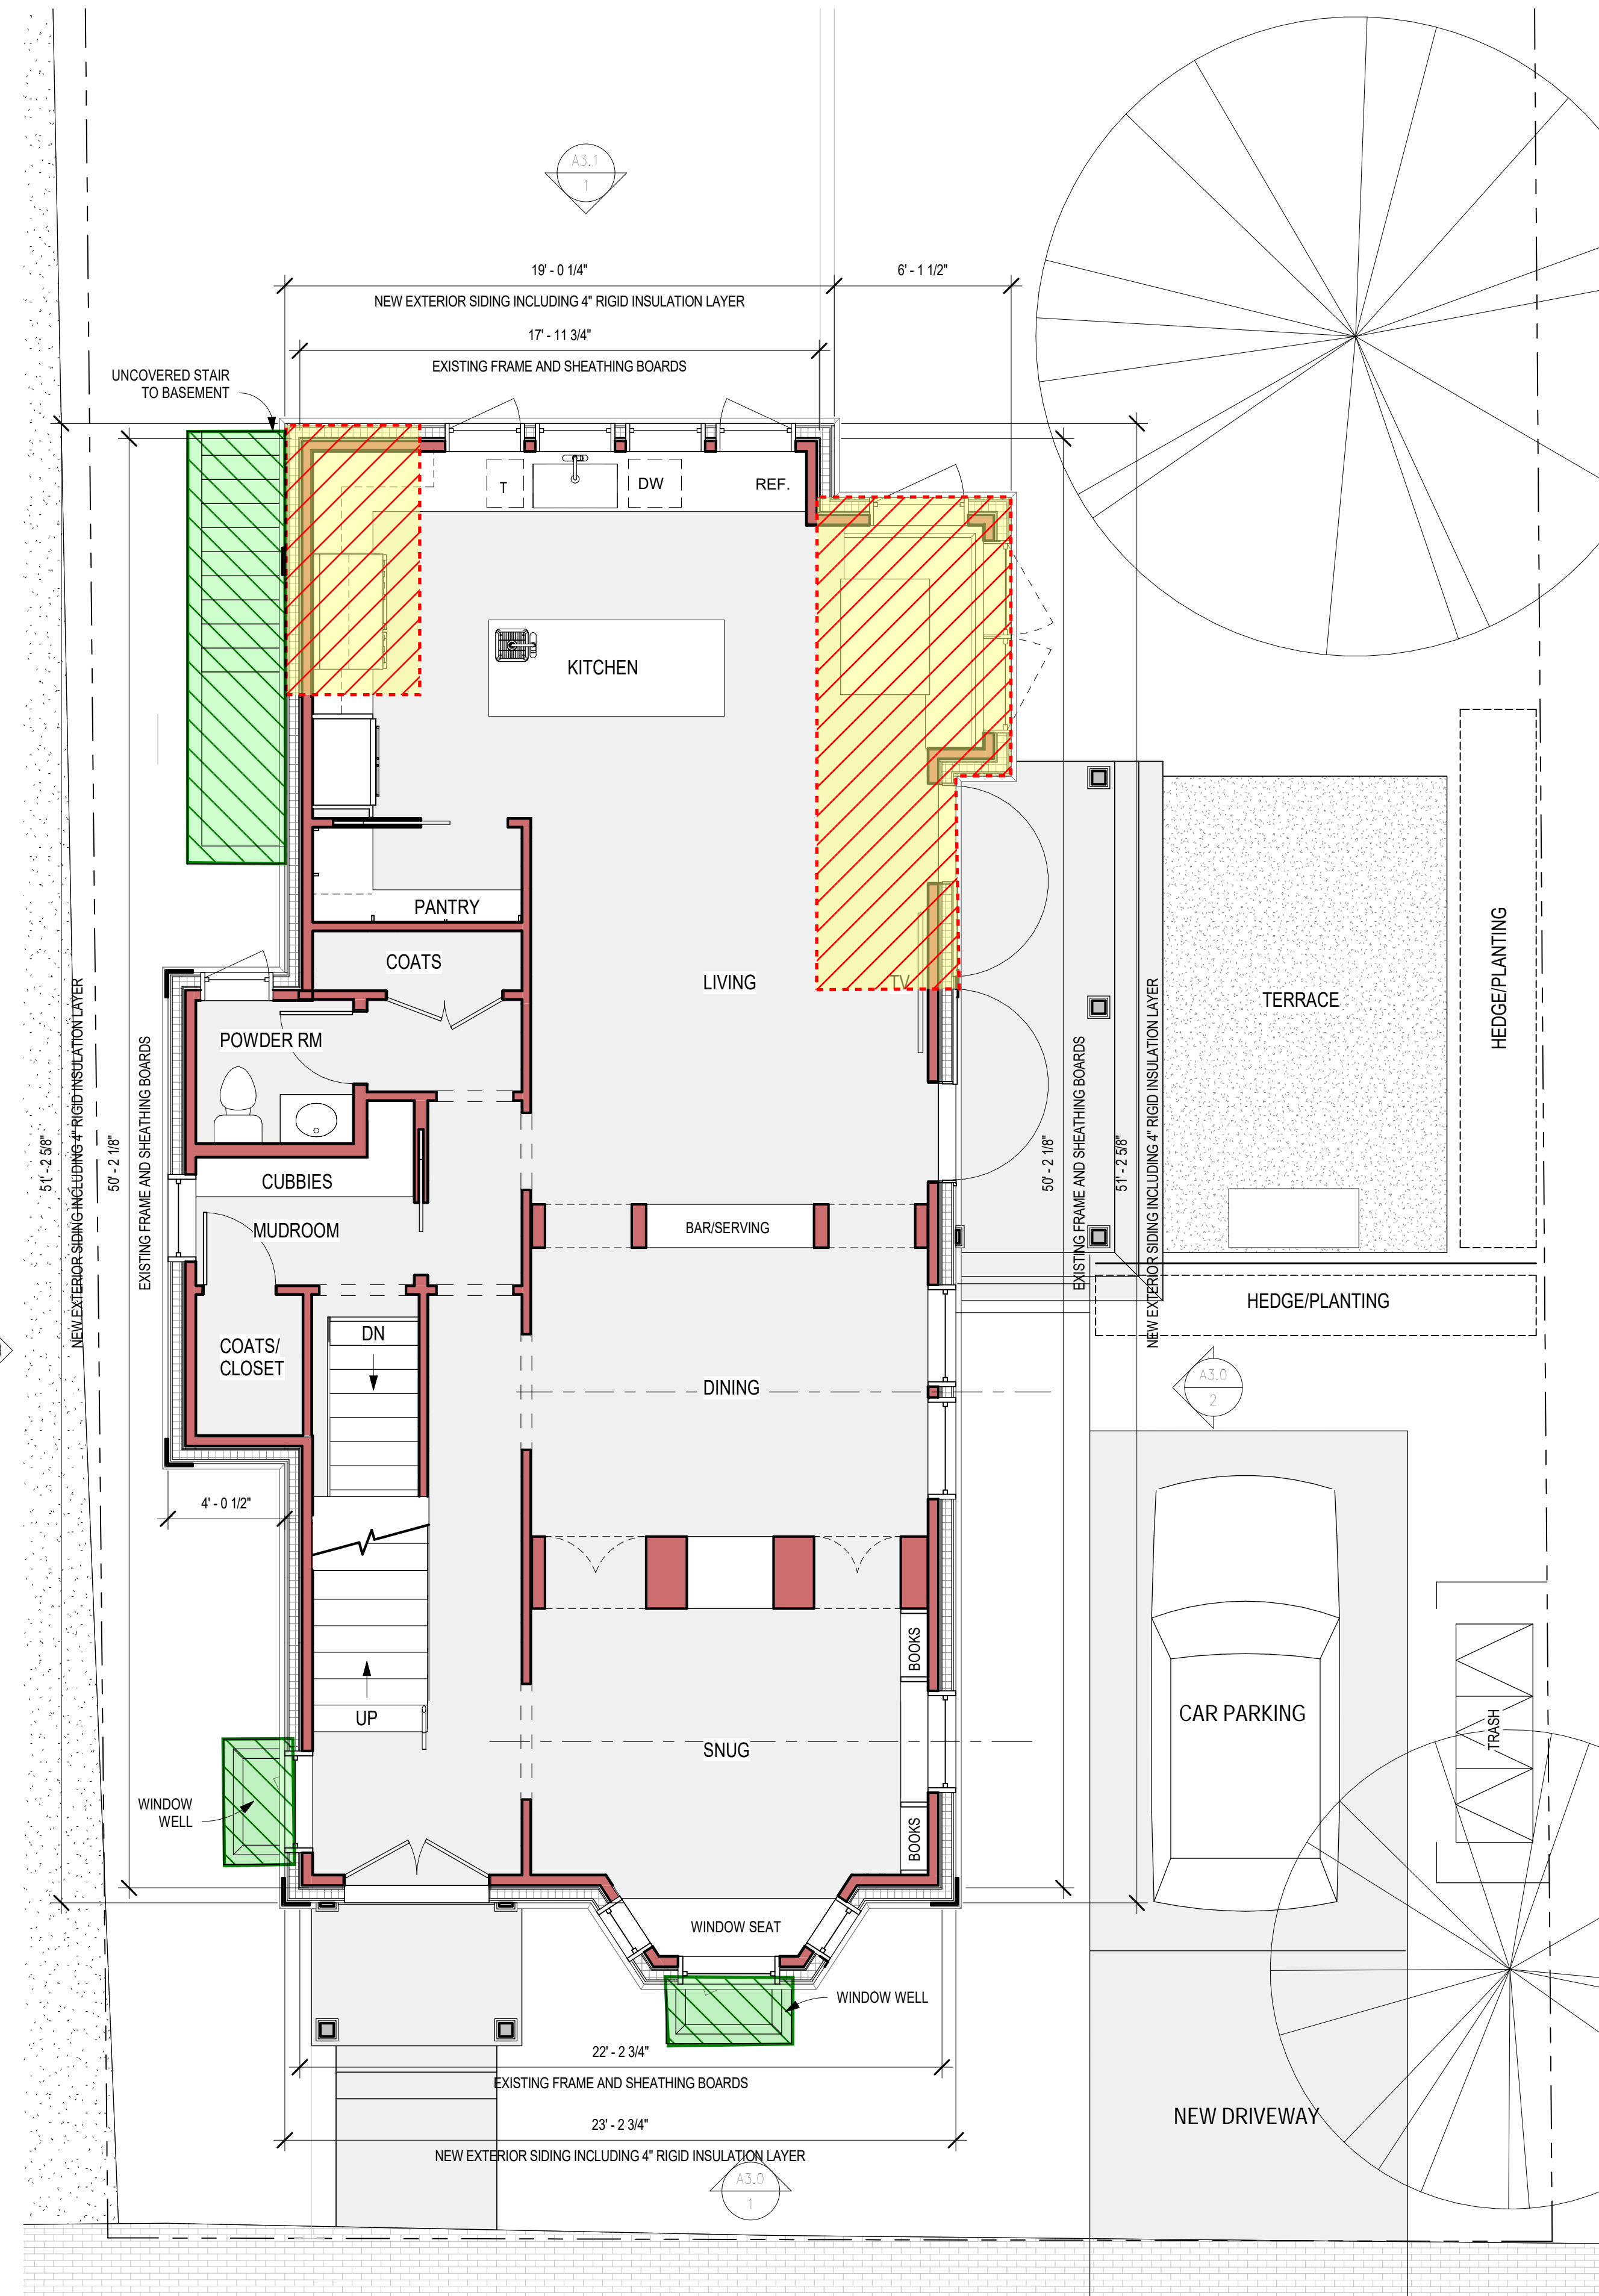 A3.1
1
19' - 0 1/4"
6' - 1 1/2"
NEW EXTERIOR SIDING INCLUDING 4" RIGID INSULATION LAYER
17' - 11 3/4"
EXISTING FRAME AND SHEATHING BOARDS
UNCOVERED STAIR
TO BASEMENT
T
DW
REF.
KITCHEN
PANTRY
COATS
LIVING
TV
TERRACE
HEDGE/PLANTING
POWDER RM
51' - 2 5/8"
NEW EXTERIOR SIDING INCLUDING 4" RIGID INSULATION LAYER
50' - 2 1/8"
EXISTING FRAME AND SHEATHING BOARDS
CUBBIES
MUDROOM
BAR/SERVING
50' - 2 1/8"
EXISTING FRAME AND SHEATHING BOARDS
51' - 2 5/8"
NEW EXTERIOR SIDING INCLUDING 4" RIGID INSULATION LAYER
HEDGE/PLANTING
DN
COATS/
CLOSET
DINING
A3.0
2
4' - 0 1/2"
BOOKS
UP
SNUG
CAR PARKING
TRASH
WINDOW
WELL
BOOKS
WINDOW SEAT
WINDOW WELL
22' - 2 3/4"
EXISTING FRAME AND SHEATHING BOARDS
23' - 2 3/4"
NEW EXTERIOR SIDING INCLUDING 4" RIGID INSULATION LAYER
NEW DRIVEWAY
A3.0
1